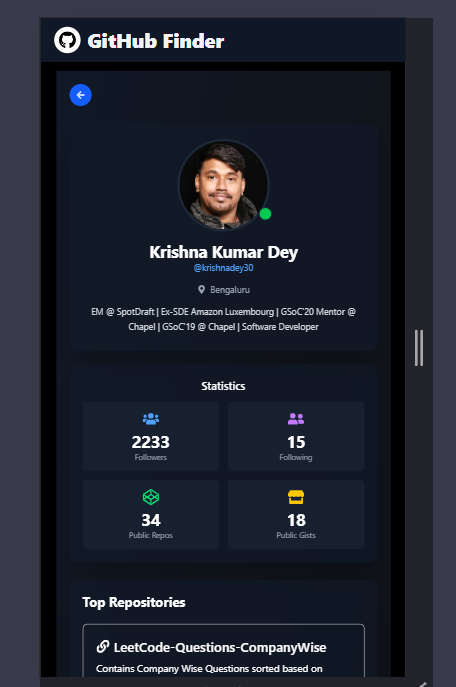 GitHub Finder
Krishna Kumar Dey
@krishnadey30
Bengaluru
EM @ SpotDraft | Ex-SDE Amazon Luxembourg | GSoC'20 Mentor @
Chapel | GSoC'19 @ Chapel | Software Developer
Statistics
2233
Followers
15
Following
34
Public Repos
18
Public Gists
Top Repositories
LeetCode-Questions-CompanyWise
Contains Company Wise Questions sorted based on